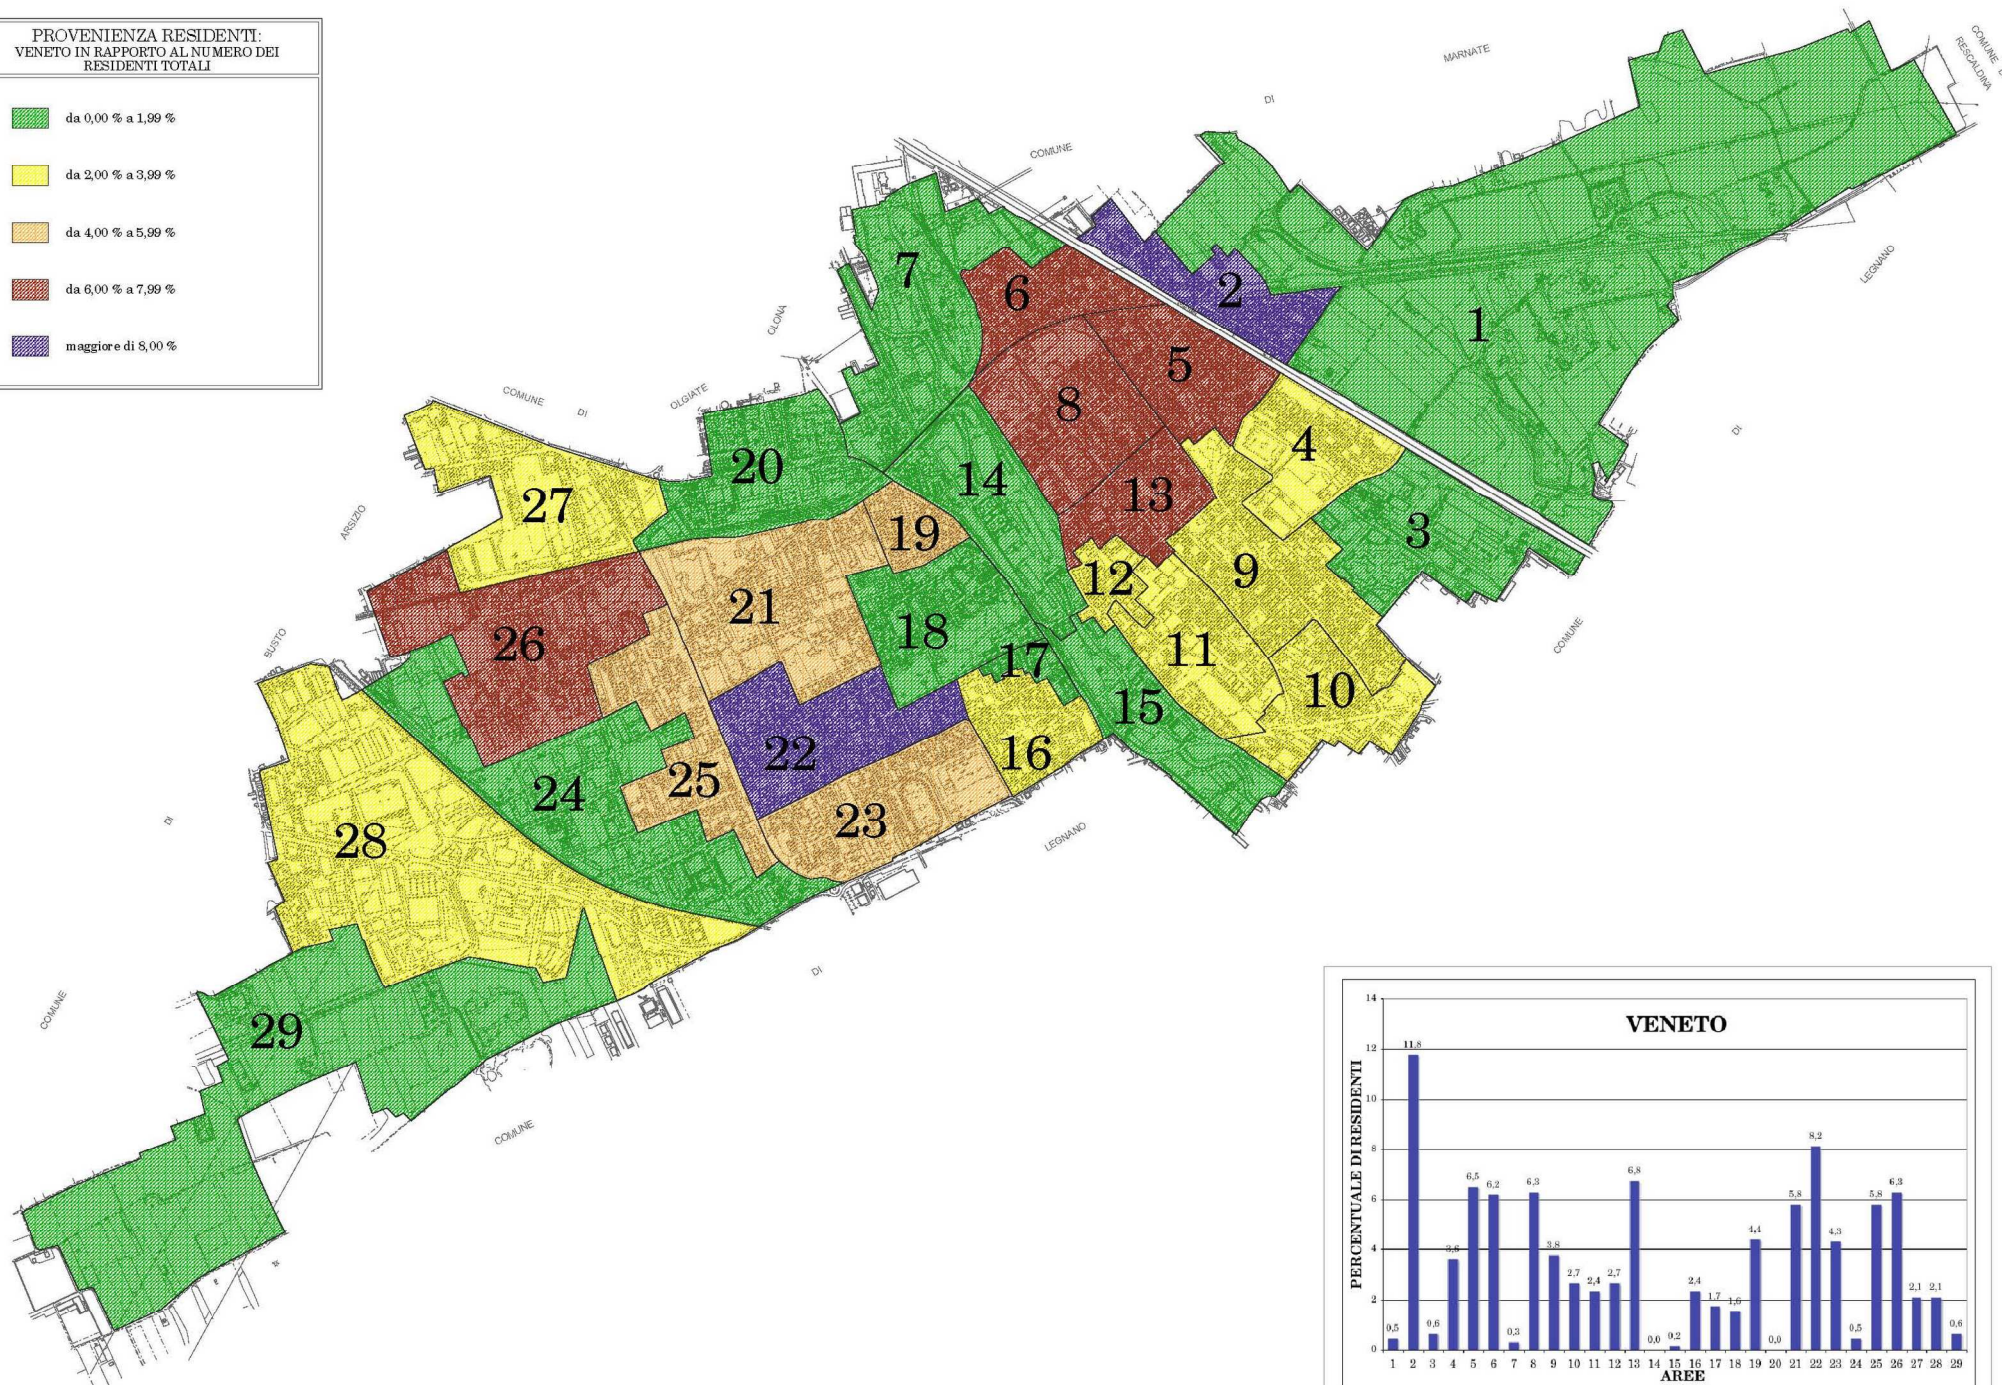 PROVENIENZA RESIDENTI:
VENETO IN RAPPORTO AL NUMERO DEI
RESIDENTI TOTALI
da 0,00 % a 1,99 %
da 2,00 % a 3,99 %
da 4,00 % a 5,99 %
da 6,00 % a 7,99 %
maggiore di 8,00 %
COMUNE DI MARNATE
COMUNE
RESCALDINA
COMUNE DI LEGNANO
COMUNE DI OLGIATE OLONA
COMUNE DI BUSTO ARSIZIO
COMUNE DI LEGNANO
1
2
3
4
5
6
7
8
9
10
11
12
13
14
15
16
17
18
19
20
21
22
23
24
25
26
27
28
29
VENETO
PERCENTUALE DI RESIDENTI
14
12
10
8
6
4
2
0
0,5 11,8 0,6 3,6 6,5 6,2 0,3 6,3 3,8 2,7 2,4 2,7 6,8 0,0 0,2 2,4 1,7 1,6 4,4 0,0 5,8 8,2 4,3 0,5 5,8 6,3 2,1 2,1 0,6
1 2 3 4 5 6 7 8 9 10 11 12 13 14 15 16 17 18 19 20 21 22 23 24 25 26 27 28 29
AREE